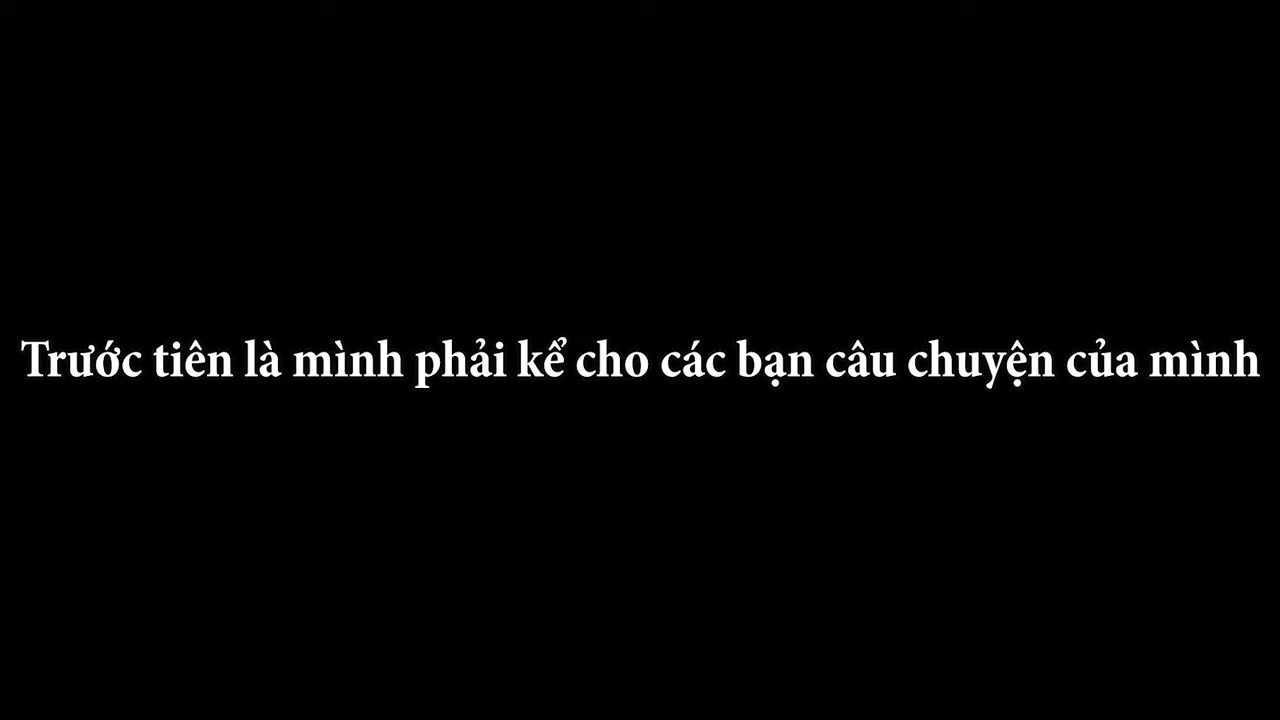 Trước tiên là mình phải kể cho các bạn câu chuyện của mình